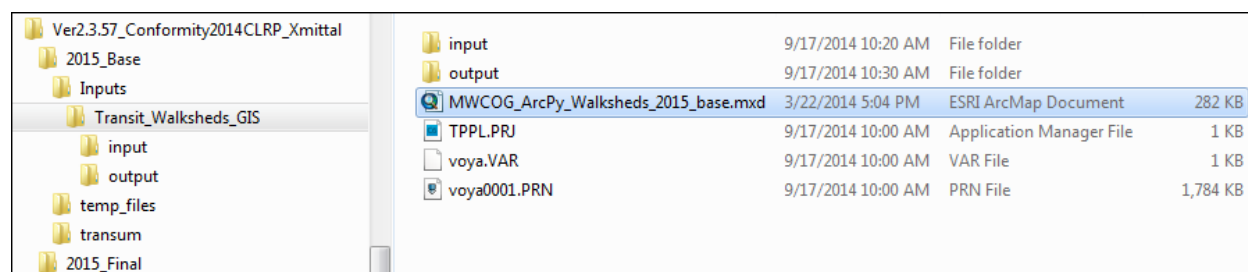 Ver2.3.57_Conformity2014CLRP_Xmittal
2015_Base
Inputs
Transit_Walksheds_GIS
input
output
temp_files
transum
2015_Final
input 9/17/2014 10:20 AM File folder
output 9/17/2014 10:30 AM File folder
MWCOG_ArcPy_Walksheds_2015_base.mxd 3/22/2014 5:04 PM ESRI ArcMap Document 282 KB
TPPL.PRJ 9/17/2014 10:00 AM Application Manager File 1 KB
voya.VAR 9/17/2014 10:00 AM VAR File 1 KB
voya0001.PRN 9/17/2014 10:00 AM PRN File 1,784 KB